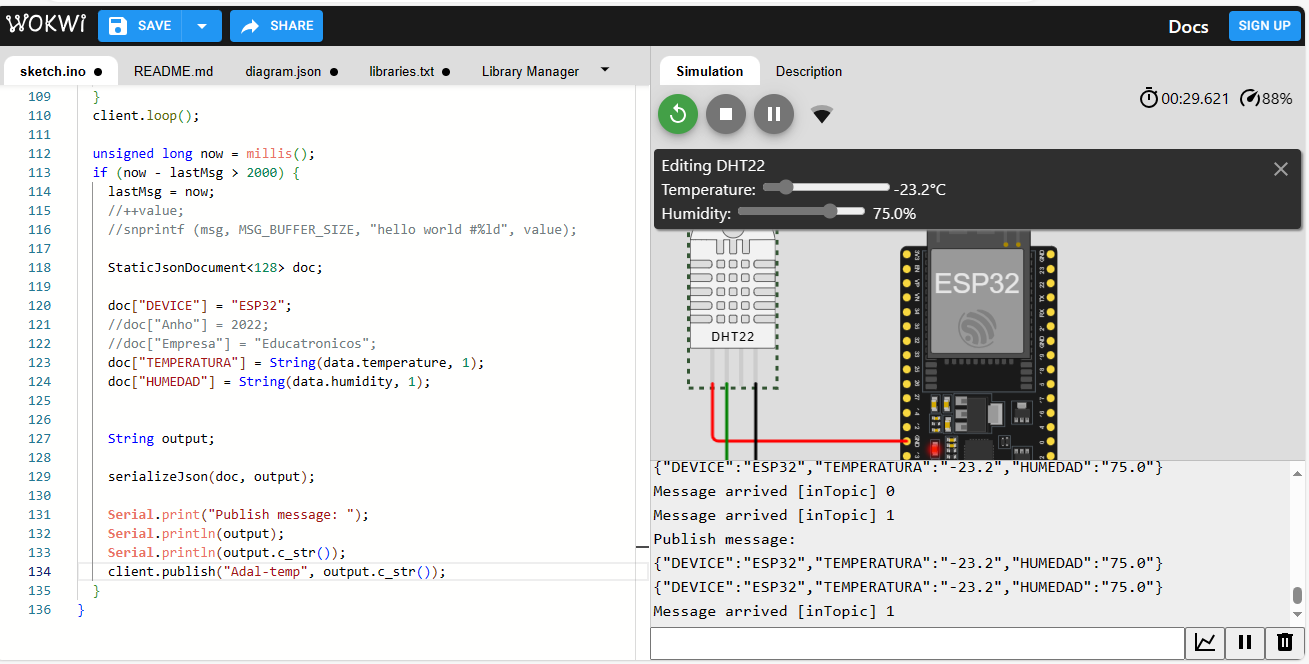 WOKWI
SAVE
SHARE
Docs
SIGN UP
sketch.ino ●
README.md
diagram.json ●
libraries.txt ●
Library Manager
109 }
110 client.loop();
111
112 unsigned long now = millis();
113 if (now - lastMsg > 2000) {
114 lastMsg = now;
115 //++value;
116 //snprintf (msg, MSG_BUFFER_SIZE, "hello world #%ld", value);
117
118 StaticJsonDocument<128> doc;
119
120 doc["DEVICE"] = "ESP32";
121 //doc["Anho"] = 2022;
122 //doc["Empresa"] = "Educatronicos";
123 doc["TEMPERATURA"] = String(data.temperature, 1);
124 doc["HUMEDAD"] = String(data.humidity, 1);
125
126
127 String output;
128
129 serializeJson(doc, output);
130
131 Serial.print("Publish message: ");
132 Serial.println(output);
133 Serial.println(output.c_str());
134 client.publish("Adal-temp", output.c_str());
135 }
136 }
Simulation
Description
00:29.621
88%
Editing DHT22
Temperature: -23.2°C
Humidity: 75.0%
DHT22
ESP32
{"DEVICE":"ESP32","TEMPERATURA":"-23.2","HUMEDAD":"75.0"}
Message arrived [inTopic] 0
Message arrived [inTopic] 1
Publish message:
{"DEVICE":"ESP32","TEMPERATURA":"-23.2","HUMEDAD":"75.0"}
{"DEVICE":"ESP32","TEMPERATURA":"-23.2","HUMEDAD":"75.0"}
Message arrived [inTopic] 1